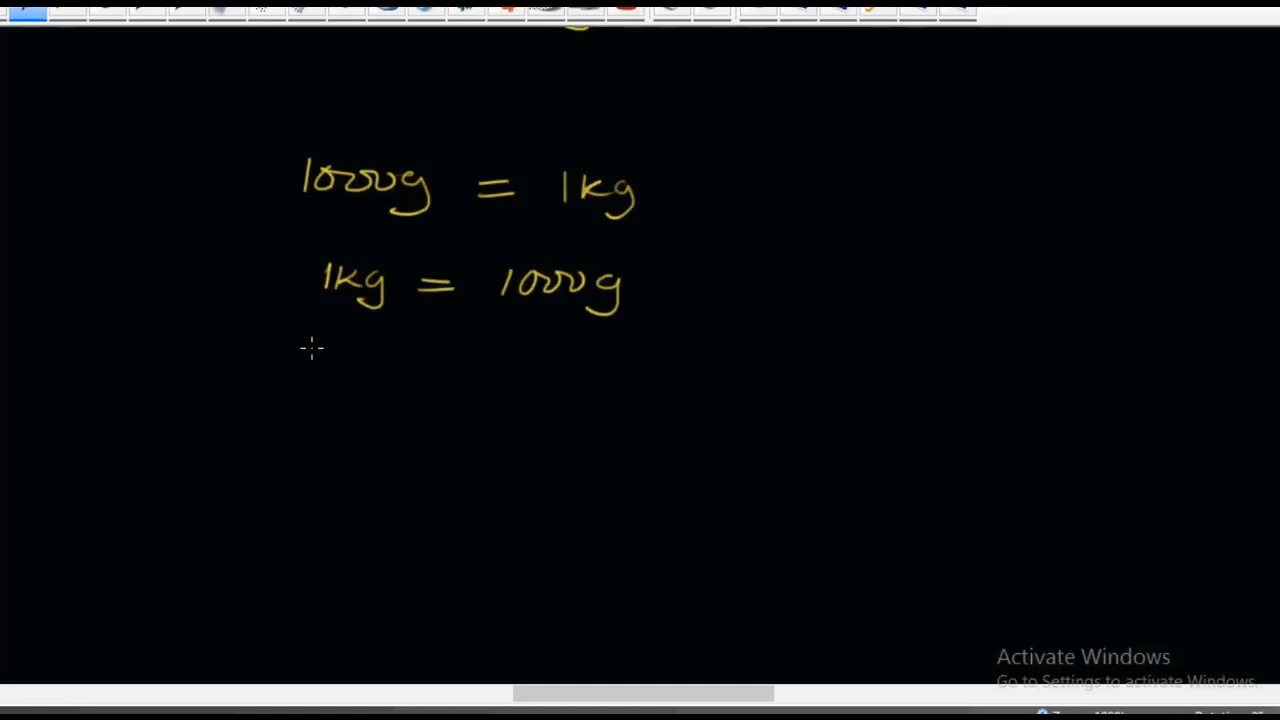 1000g = 1kg
1kg = 1000g
Activate Windows
Go to Settings to activate Windows.